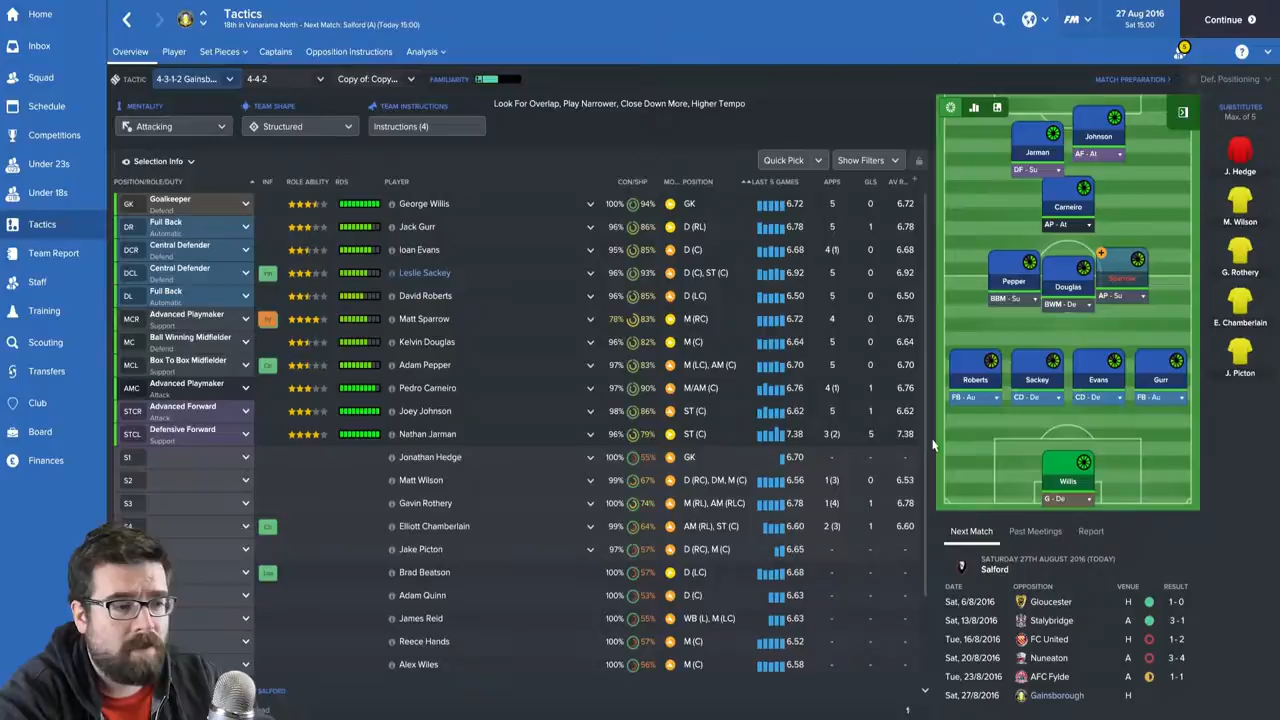 Home
Inbox
Squad
Schedule
Competitions
Under 23s
Under 18s
Tactics
Team Report
Staff
Training
Scouting
Transfers
Club
Board
Finances
Tactics
18th in Vanarama North - Next Match: Salford (A) (Today 15:00)
FM
27 Aug 2016
Sat 15:00
Continue
Overview Player Set Pieces Captains Opposition Instructions Analysis
5
?
TACTIC 4-3-1-2 Gainsb... 4-4-2 Copy of: Copy... FAMILIARITY
MATCH PREPARATION > Def. Positioning
MENTALITY TEAM SHAPE TEAM INSTRUCTIONS
Look For Overlap, Play Narrower, Close Down More, Higher Tempo
Attacking Structured Instructions (4)
Selection Info Quick Pick Show Filters
POSITION/ROLE/DUTY INF ROLE ABILITY RDS PLAYER CON/SHP MO... POSITION LAST 5 GAMES APPS GLS AV R...
GK Goalkeeper Defend George Willis 100% 94% GK 6.72 5 0 6.72
DR Full Back Automatic Jack Gurr 96% 86% D (RL) 6.78 5 1 6.78
DCR Central Defender Defend Ioan Evans 96% 85% D (C) 6.68 4 (1) 0 6.68
DCL Central Defender Defend Leslie Sackey 96% 93% D (C), ST (C) 6.92 5 0 6.92
DL Full Back Automatic David Roberts 96% 85% D (LC) 6.50 5 0 6.50
MCR Advanced Playmaker Support Matt Sparrow 78% 83% M (RC) 6.72 4 0 6.75
MC Ball Winning Midfielder Defend Kelvin Douglas 96% 82% M (C) 6.64 5 0 6.64
MCL Box To Box Midfielder Support Adam Pepper 97% 83% M (LC), AM (C) 6.70 5 0 6.70
AMC Advanced Playmaker Attack Pedro Carneiro 97% 90% M/AM (C) 6.76 4 (1) 1 6.76
STCR Advanced Forward Attack Joey Johnson 98% 86% ST (C) 6.62 5 1 6.62
STCL Defensive Forward Support Nathan Jarman 96% 79% ST (C) 7.38 3 (2) 5 7.38
S1 Jonathan Hedge 100% 55% GK 6.70 - - -
S2 Matt Wilson 99% 67% D (RC), DM, M (C) 6.56 1 (3) 0 6.53
S3 Gavin Rothery 99% 74% M (RL), AM (RLC) 6.78 1 (4) 1 6.78
S4 Elliott Chamberlain 99% 64% AM (RL), ST (C) 6.60 2 (3) 1 6.60
Jake Picton 97% 57% D (RC), M (C) 6.65 - - -
Brad Beatson 100% 57% D (LC) 6.68 - - -
Adam Quinn 100% 53% D (C) 6.63 - - -
James Reid 100% 55% WB (L), M (LC) 6.63 - - -
Reece Hands 100% 57% M (C) 6.52 - - -
Alex Wiles 100% 56% M (C) 6.58 - - -
SALFORD
1
Johnson
AF - At
Jarman
DF - Su
Carneiro
AP - At
Pepper
BBM - Su
Douglas
BWM - De
Sparrow
AP - Su
Roberts Sackey Evans Gurr
FB - Au CD - De CD - De FB - Au
Willis
G - De
SUBSTITUTES
Max. of 5
J. Hedge
M. Wilson
G. Rothery
E. Chamberlain
J. Picton
Next Match Past Meetings Report
SATURDAY 27TH AUGUST 2016 (TODAY)
Salford
DATE OPPOSITION VENUE RESULT
Sat, 6/8/2016 Gloucester H 1 - 0
Sat, 13/8/2016 Stalybridge A 3 - 1
Tue, 16/8/2016 FC United H 1 - 2
Sat, 20/8/2016 Nuneaton A 3 - 4
Tue, 23/8/2016 AFC Fylde A 1 - 1
Sat, 27/8/2016 Gainsborough H